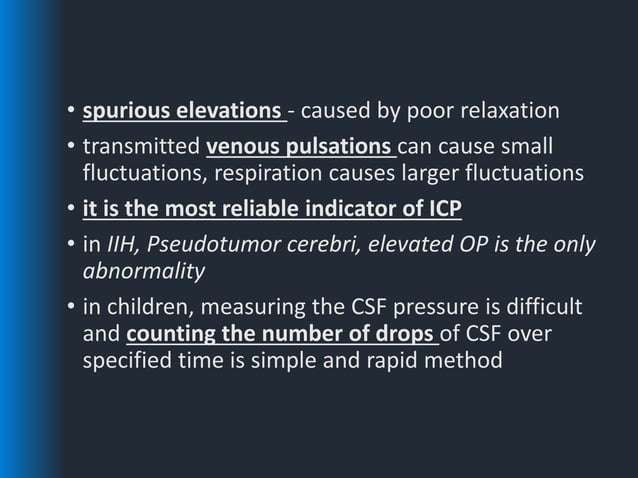 • spurious elevations - caused by poor relaxation
• transmitted venous pulsations can cause small
fluctuations, respiration causes larger fluctuations
• it is the most reliable indicator of ICP
• in IIH, Pseudotumor cerebri, elevated OP is the only
abnormality
• in children, measuring the CSF pressure is difficult
and counting the number of drops of CSF over
specified time is simple and rapid method